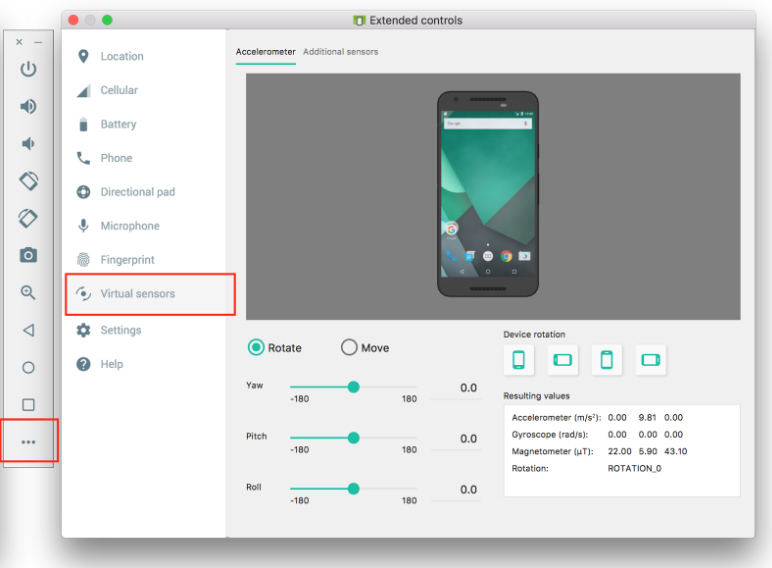 Extended controls
Location
Cellular
Battery
Phone
Directional pad
Microphone
Fingerprint
Virtual sensors
Settings
Help
Accelerometer Additional sensors
Google
Rotate Move
Yaw
-180 180 0.0
Pitch
-180 180 0.0
Roll
-180 180 0.0
Device rotation
Resulting values
Accelerometer (m/s²): 0.00 9.81 0.00
Gyroscope (rad/s): 0.00 0.00 0.00
Magnetometer (μT): 22.00 5.90 43.10
Rotation: ROTATION_0